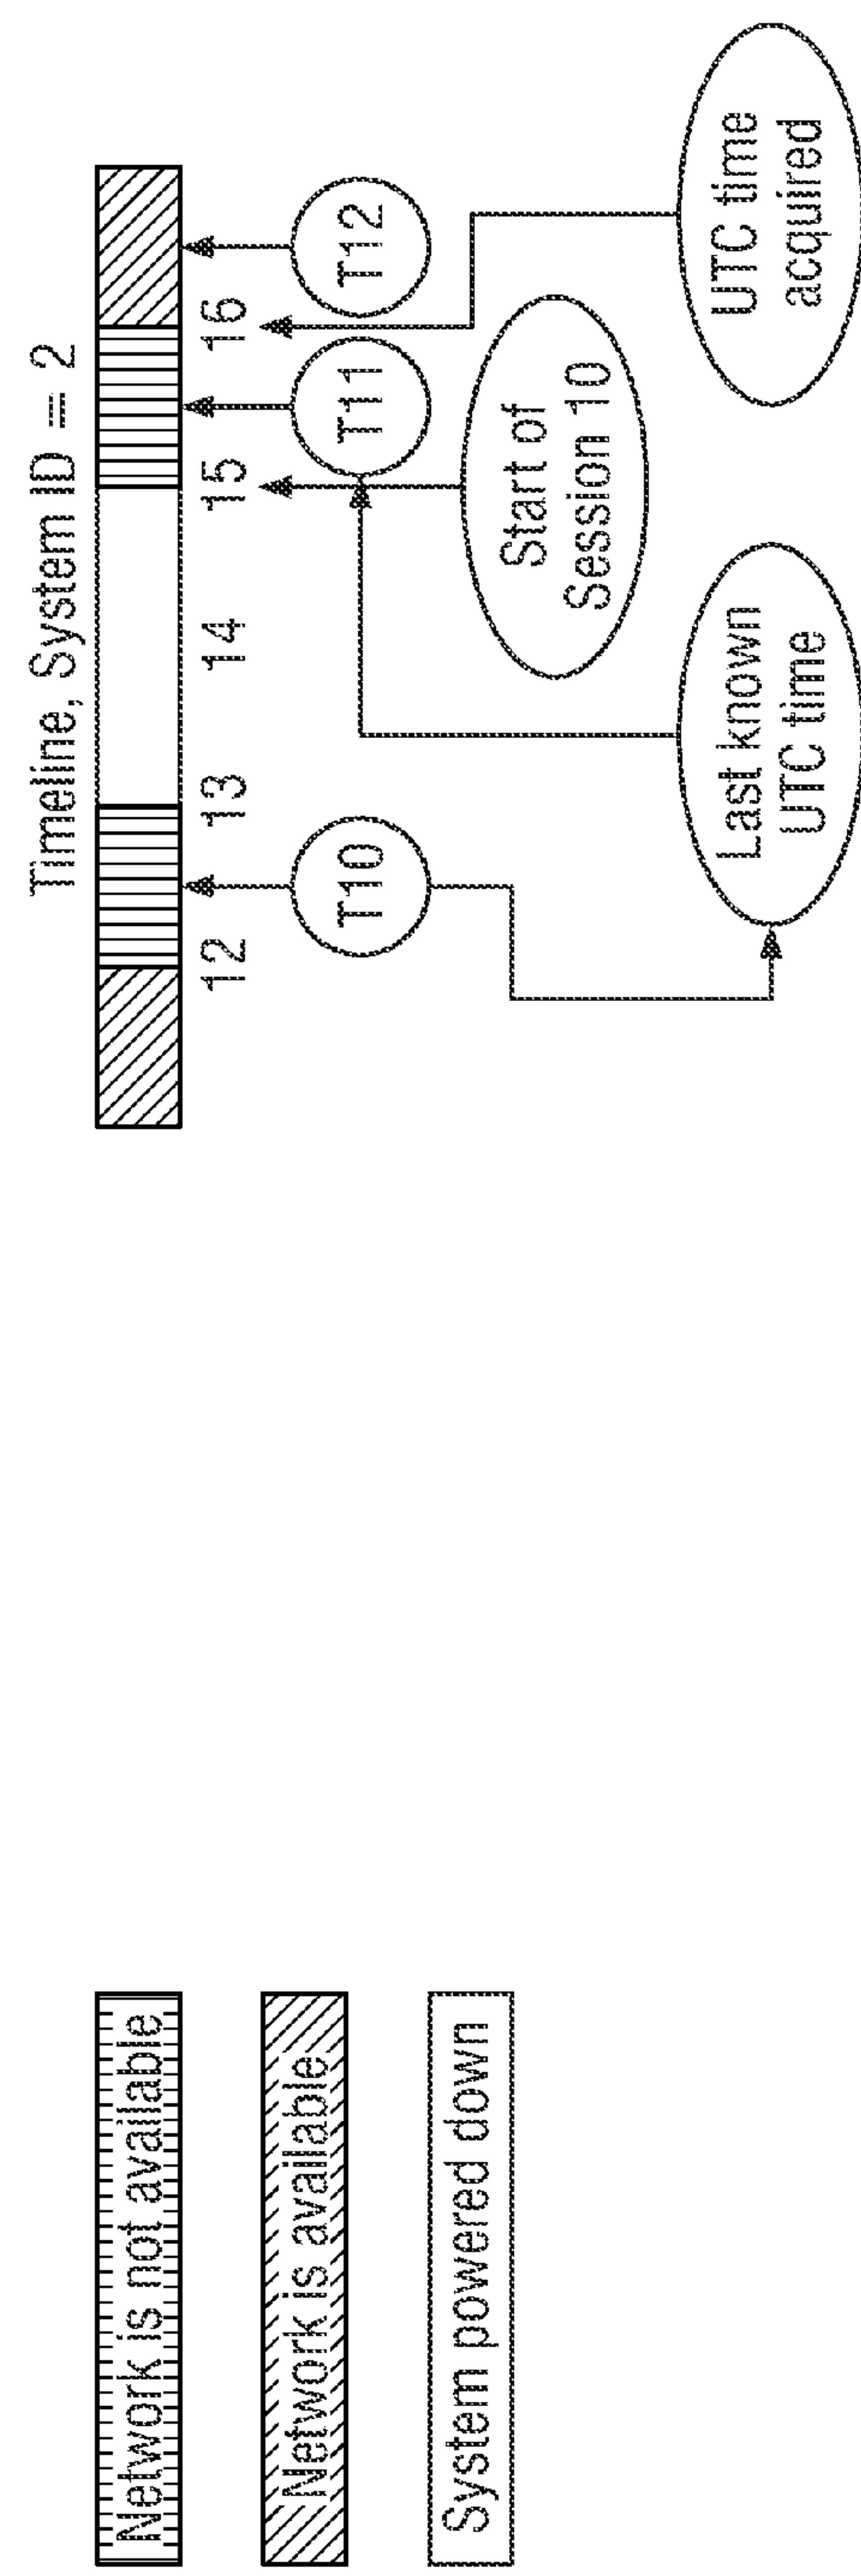 Timeline, System ID = 2
12
13
14
15
16
T10
T11
T12
Start of
Session 10
Last known
UTC time
UTC time
acquired
Network is not available
Network is available
System powered down